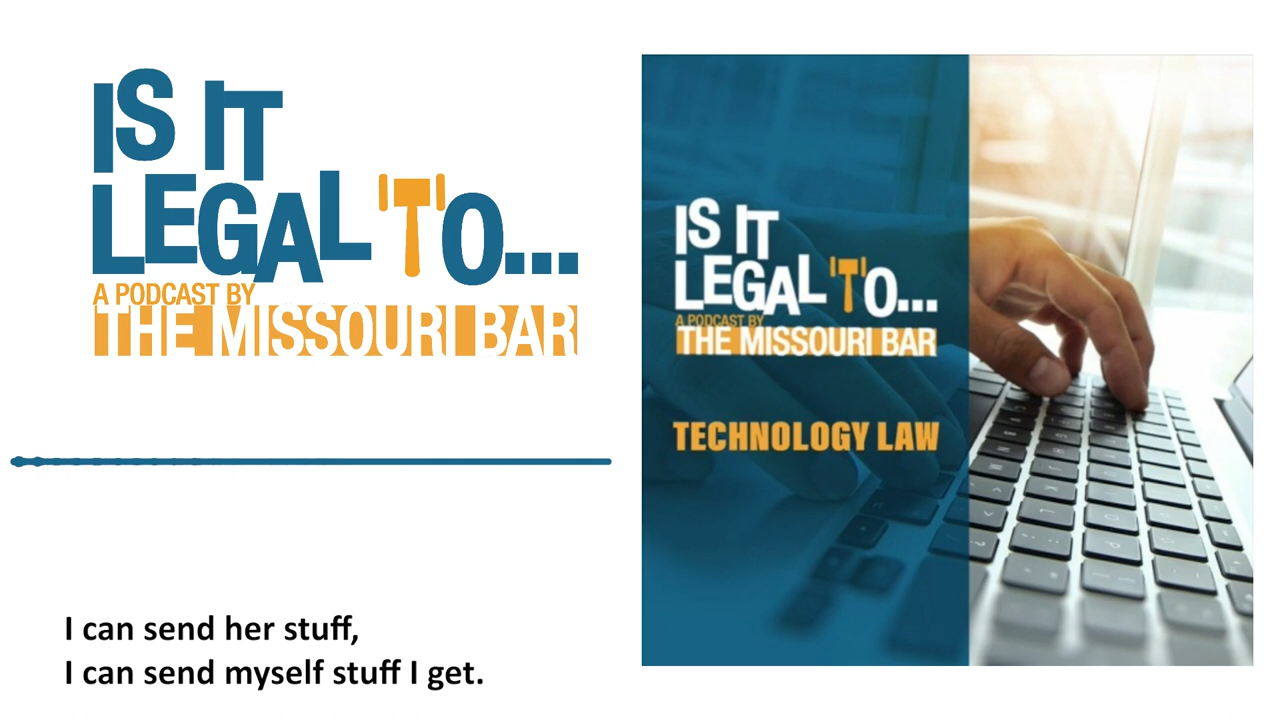 IS IT
LEGAL 'T'O...
A PODCAST BY
THE MISSOURI BAR
I can send her stuff,
I can send myself stuff I get.
IS IT
LEGAL 'T'O...
A PODCAST BY
THE MISSOURI BAR
TECHNOLOGY LAW